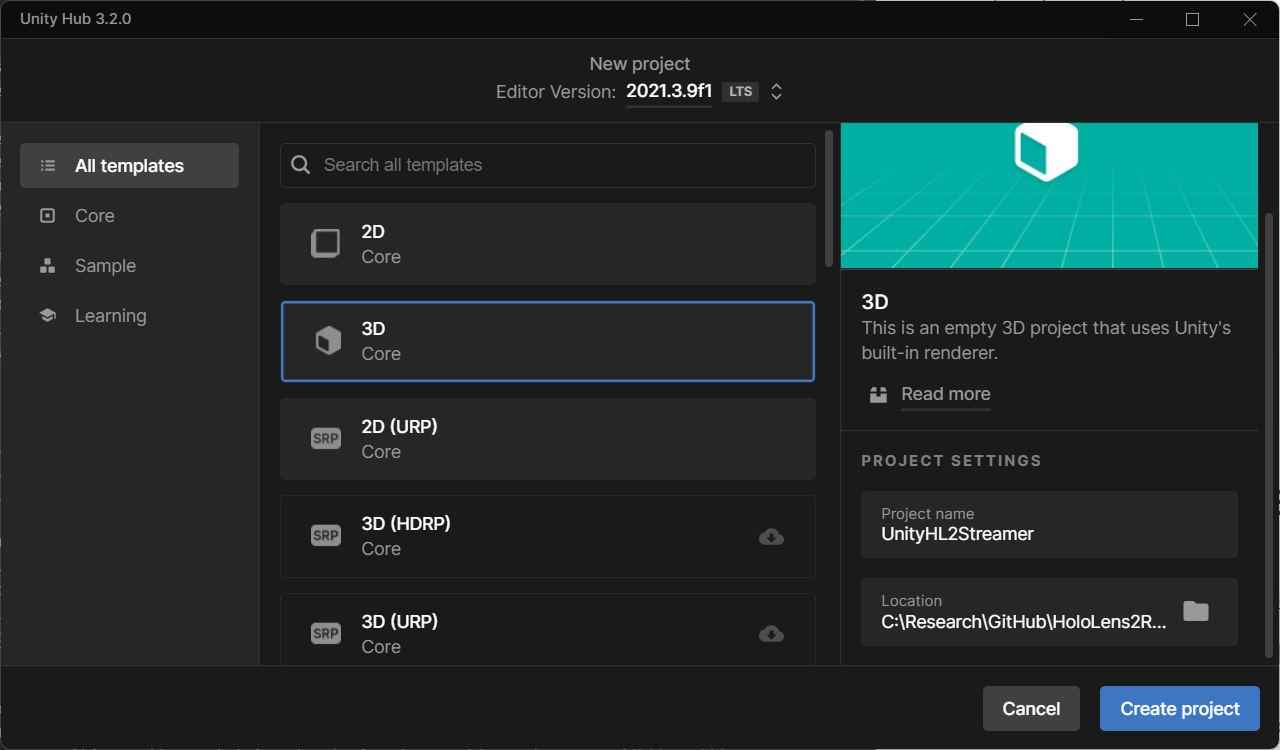 Unity Hub 3.2.0
New project
Editor Version: 2021.3.9f1 LTS
All templates
Core
Sample
Learning
Search all templates
2D
Core
3D
Core
SRP
2D (URP)
Core
SRP
3D (HDRP)
Core
SRP
3D (URP)
Core
3D
This is an empty 3D project that uses Unity's
built-in renderer.
Read more
PROJECT SETTINGS
Project name
UnityHL2Streamer
Location
C:\Research\GitHub\HoloLens2R...
Cancel
Create project